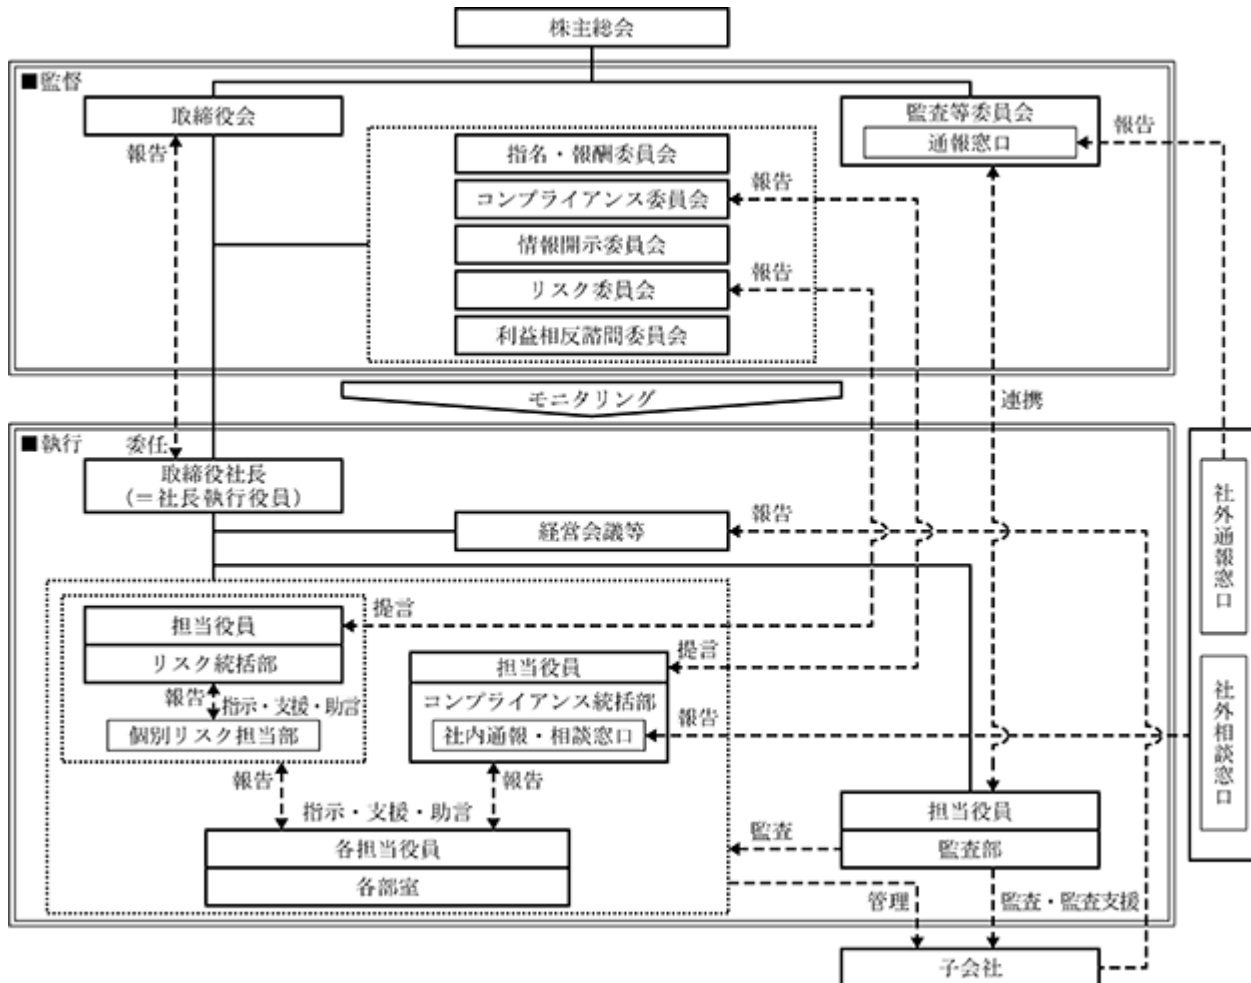 株主総会
■監督
取締役会
監査等委員会
通報窓口
報告
報告
指名・報酬委員会
コンプライアンス委員会
報告
情報開示委員会
リスク委員会
報告
利益相反諮問委員会
モニタリング
連携
■執行
委任
取締役社長
(＝社長執行役員)
経営会議等
報告
社外通報窓口
担当役員
提言
リスク統括部
報告
指示・支援・助言
個別リスク担当部
担当役員
提言
コンプライアンス統括部
社内通報・相談窓口
報告
社外相談窓口
報告
報告
指示・支援・助言
各担当役員
各部室
監査
担当役員
監査部
管理
監査・監査支援
子会社